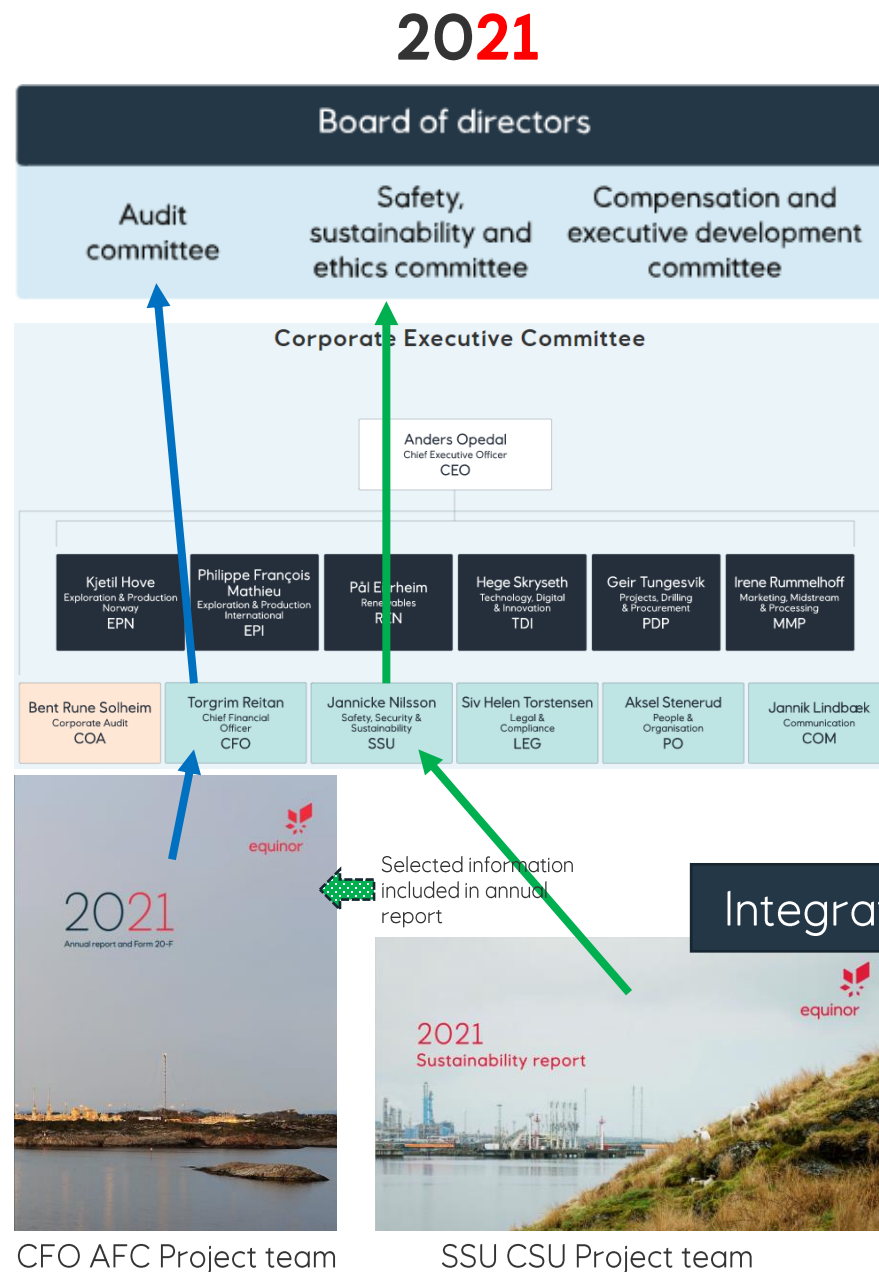 2021
Board of directors
Audit
committee
Safety,
sustainability and
ethics committee
Compensation and
executive development
committee
Corporate Executive Committee
Anders Opedal
Chief Executive Officer
CEO
Kjetil Hove
Exploration & Production
Norway
EPN
Philippe François
Mathieu
Exploration & Production
International
EPI
Pål
Renewables
REN
Hege Skryseth
Technology, Digital
& Innovation
TDI
Geir Tungesvik
Projects, Drilling
& Procurement
PDP
Irene Rummelhoff
Marketing, Midstream
& Processing
MMP
Bent Rune Solheim
Corporate Audit
COA
Torgrim Reitan
Chief Financial
Officer
CFO
Jannicke Nilsson
Safety, Security &
Sustainability
SSU
Siv Helen Torstensen
Legal &
Compliance
LEG
Aksel Stenerud
People &
Organisation
PO
Jannik Lindbæk
Communication
COM
equinor
2021
Annual report and Form 20-F
Selected information
included in annual
report
Integra
equinor
2021
Sustainability report
CFO AFC Project team
SSU CSU Project team